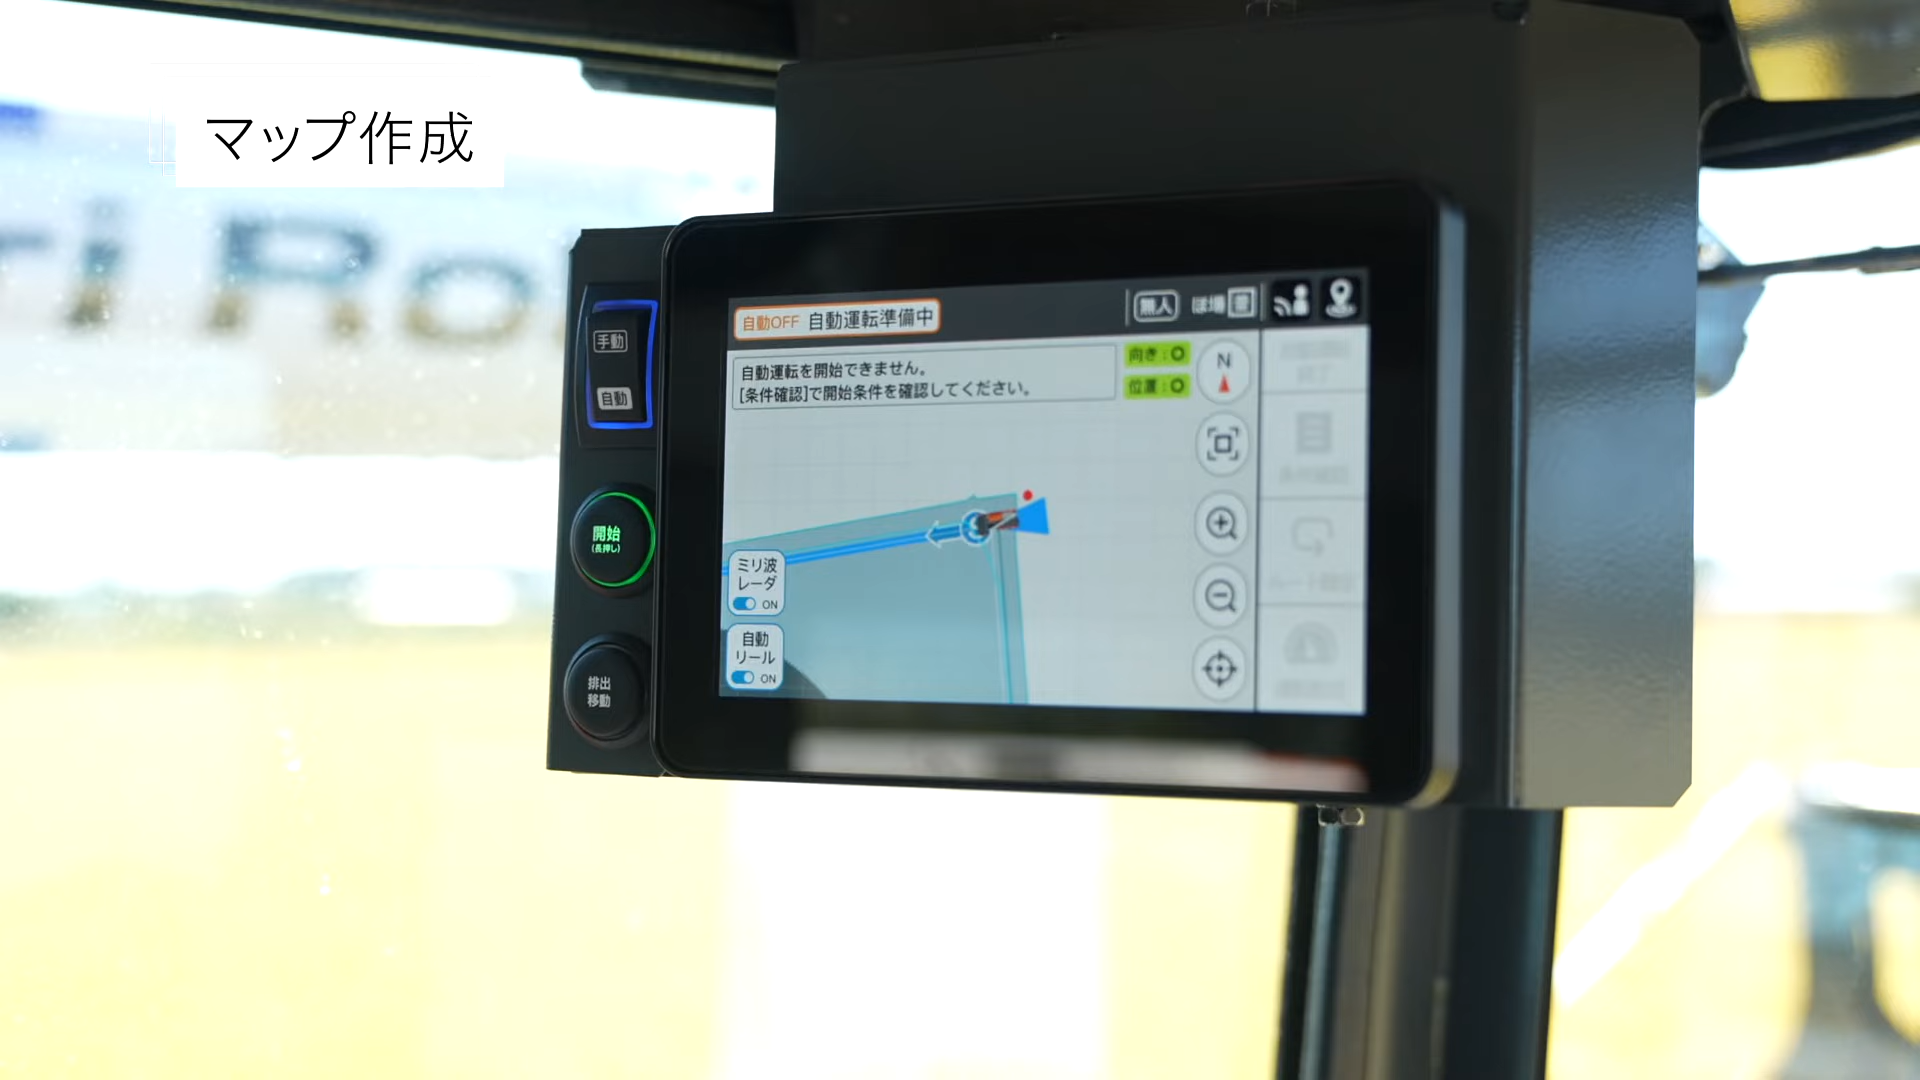 マップ作成
自動OFF 自動運転準備中
無人
ほ場
自動運転を開始できません。
[条件確認]で開始条件を確認してください。
向き:O
位置:O
N
手動
自動
開始
(長押し)
排出
移動
ミリ波
レーダ
ON
自動
リール
ON